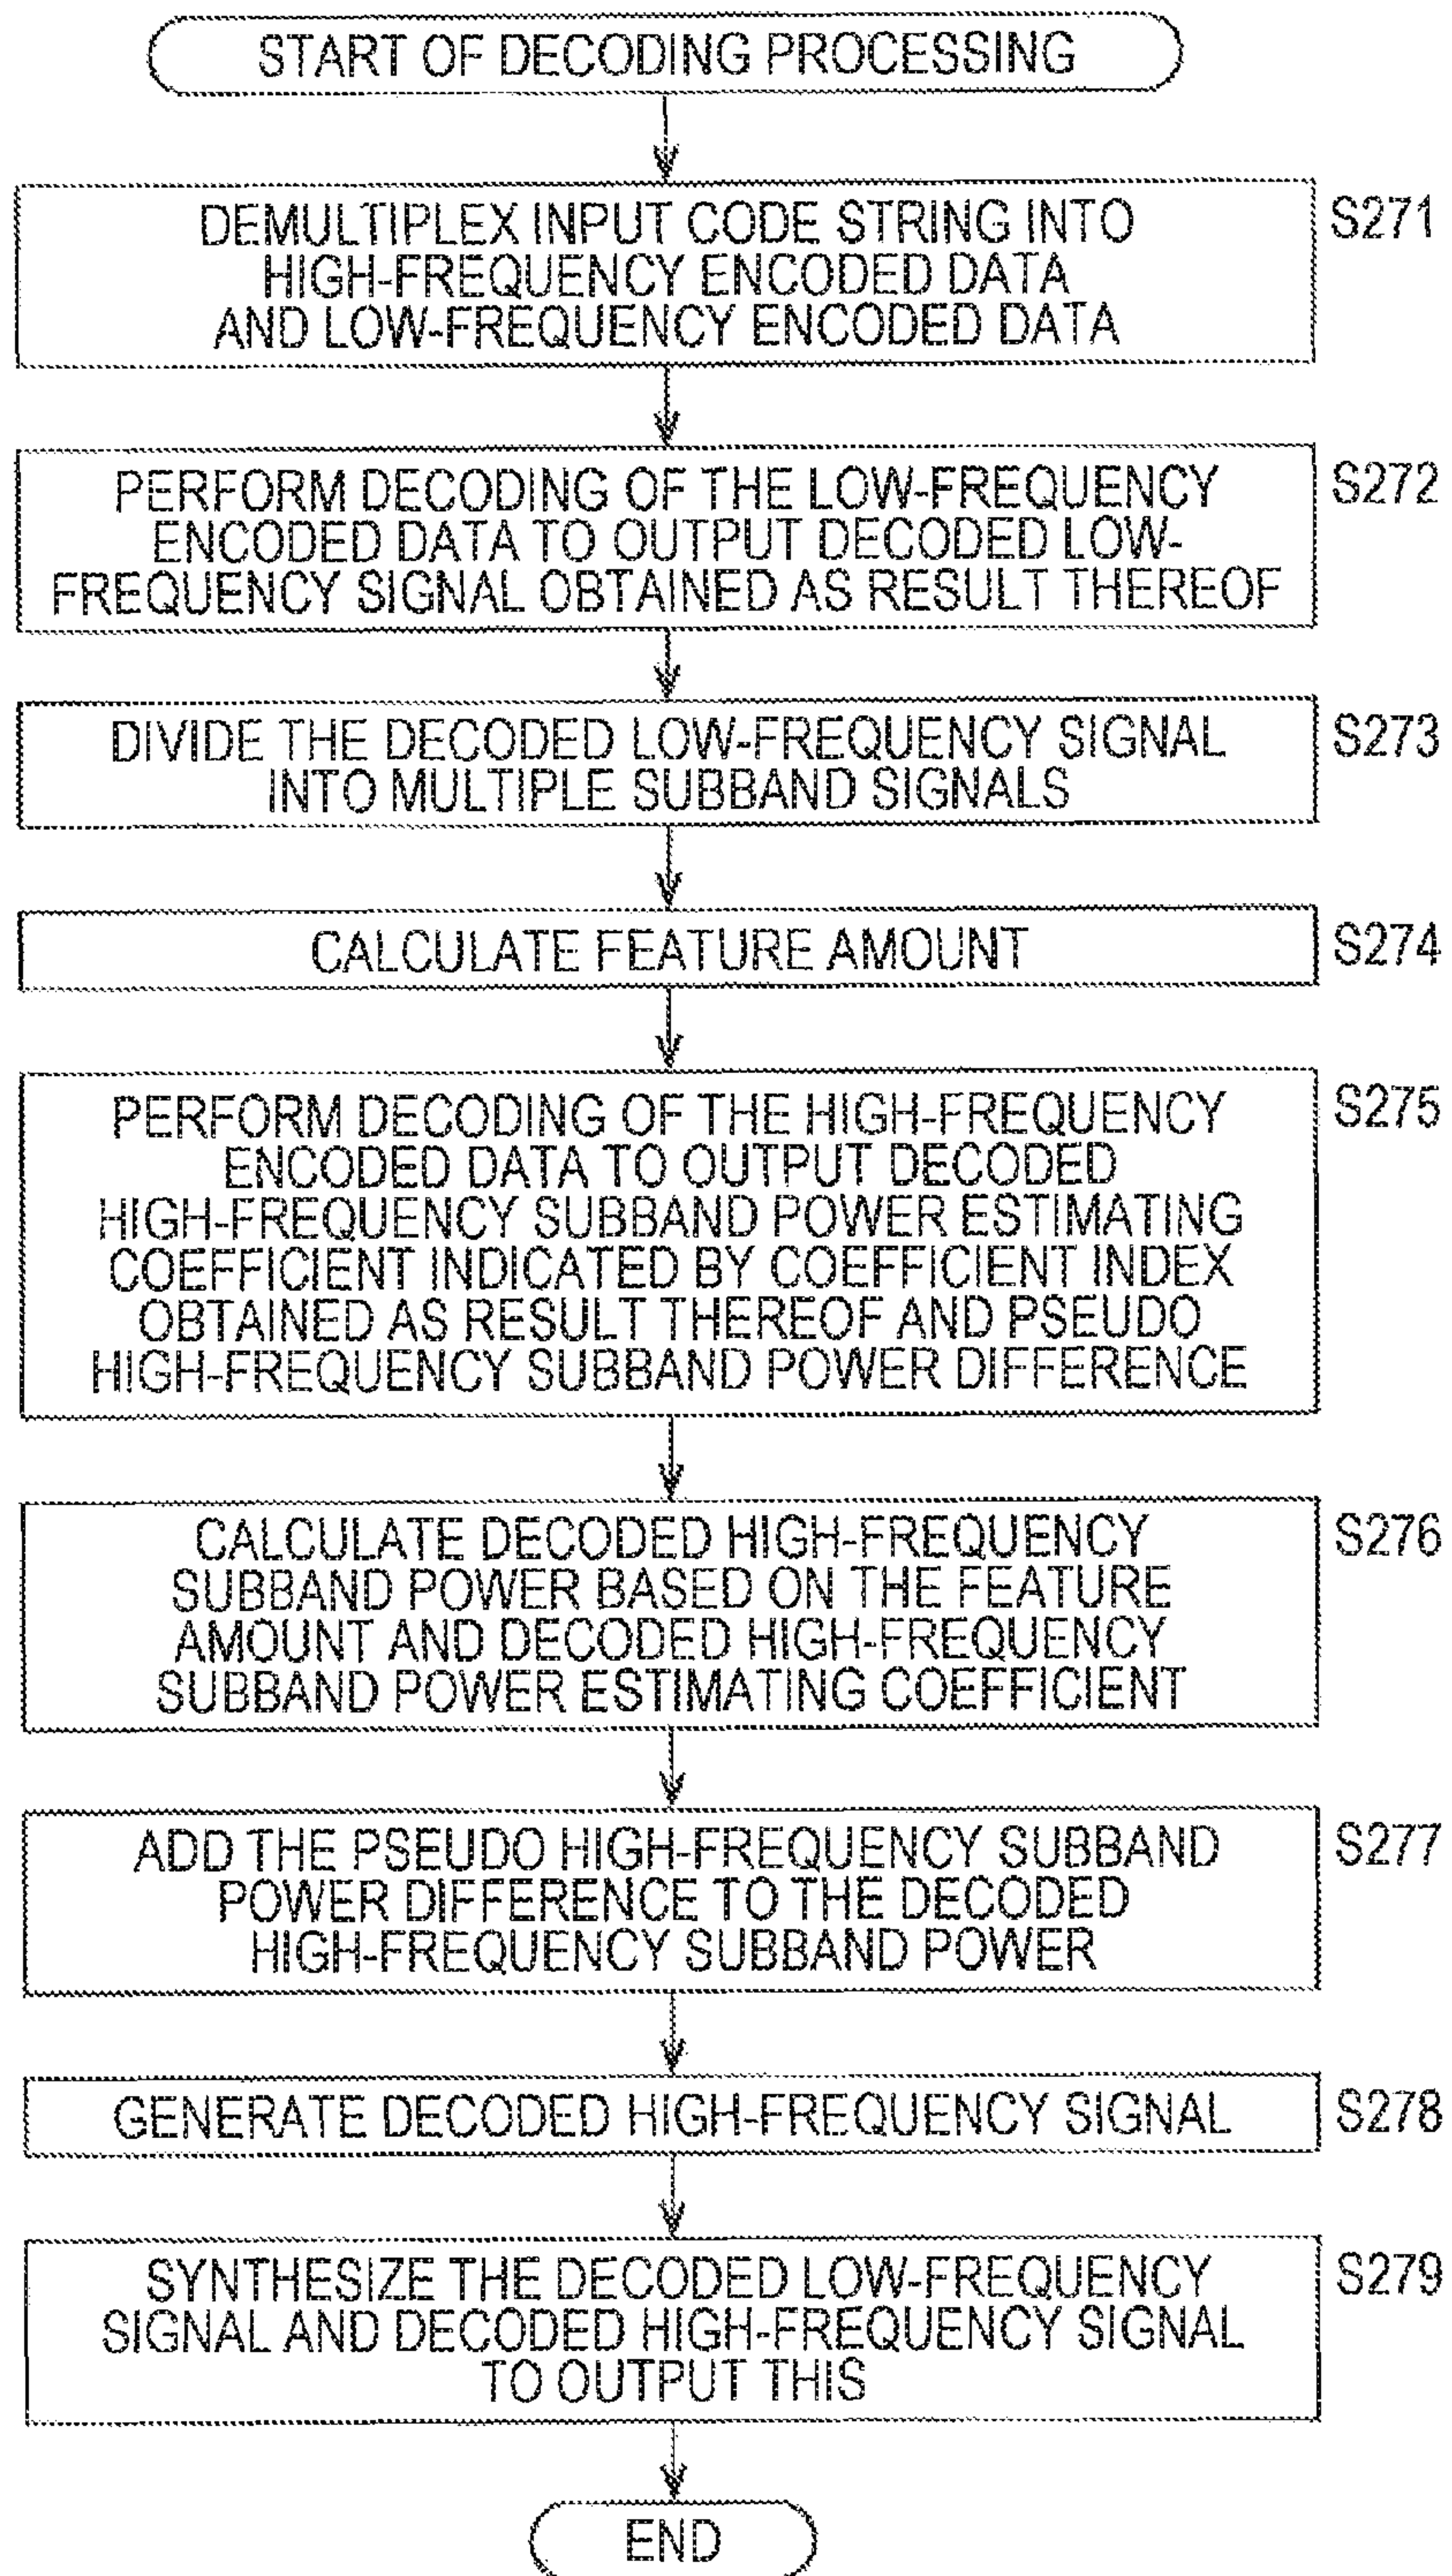 START OF DECODING PROCESSING
DEMULTIPLEX INPUT CODE STRING INTO
HIGH-FREQUENCY ENCODED DATA
AND LOW-FREQUENCY ENCODED DATA
S271
PERFORM DECODING OF THE LOW-FREQUENCY
ENCODED DATA TO OUTPUT DECODED LOW-
FREQUENCY SIGNAL OBTAINED AS RESULT THEREOF
S272
DIVIDE THE DECODED LOW-FREQUENCY SIGNAL
INTO MULTIPLE SUBBAND SIGNALS
S273
CALCULATE FEATURE AMOUNT
S274
PERFORM DECODING OF THE HIGH-FREQUENCY
ENCODED DATA TO OUTPUT DECODED
HIGH-FREQUENCY SUBBAND POWER ESTIMATING
COEFFICIENT INDICATED BY COEFFICIENT INDEX
OBTAINED AS RESULT THEREOF AND PSEUDO
HIGH-FREQUENCY SUBBAND POWER DIFFERENCE
S275
CALCULATE DECODED HIGH-FREQUENCY
SUBBAND POWER BASED ON THE FEATURE
AMOUNT AND DECODED HIGH-FREQUENCY
SUBBAND POWER ESTIMATING COEFFICIENT
S276
ADD THE PSEUDO HIGH-FREQUENCY SUBBAND
POWER DIFFERENCE TO THE DECODED
HIGH-FREQUENCY SUBBAND POWER
S277
GENERATE DECODED HIGH-FREQUENCY SIGNAL
S278
SYNTHESIZE THE DECODED LOW-FREQUENCY
SIGNAL AND DECODED HIGH-FREQUENCY SIGNAL
TO OUTPUT THIS
S279
END